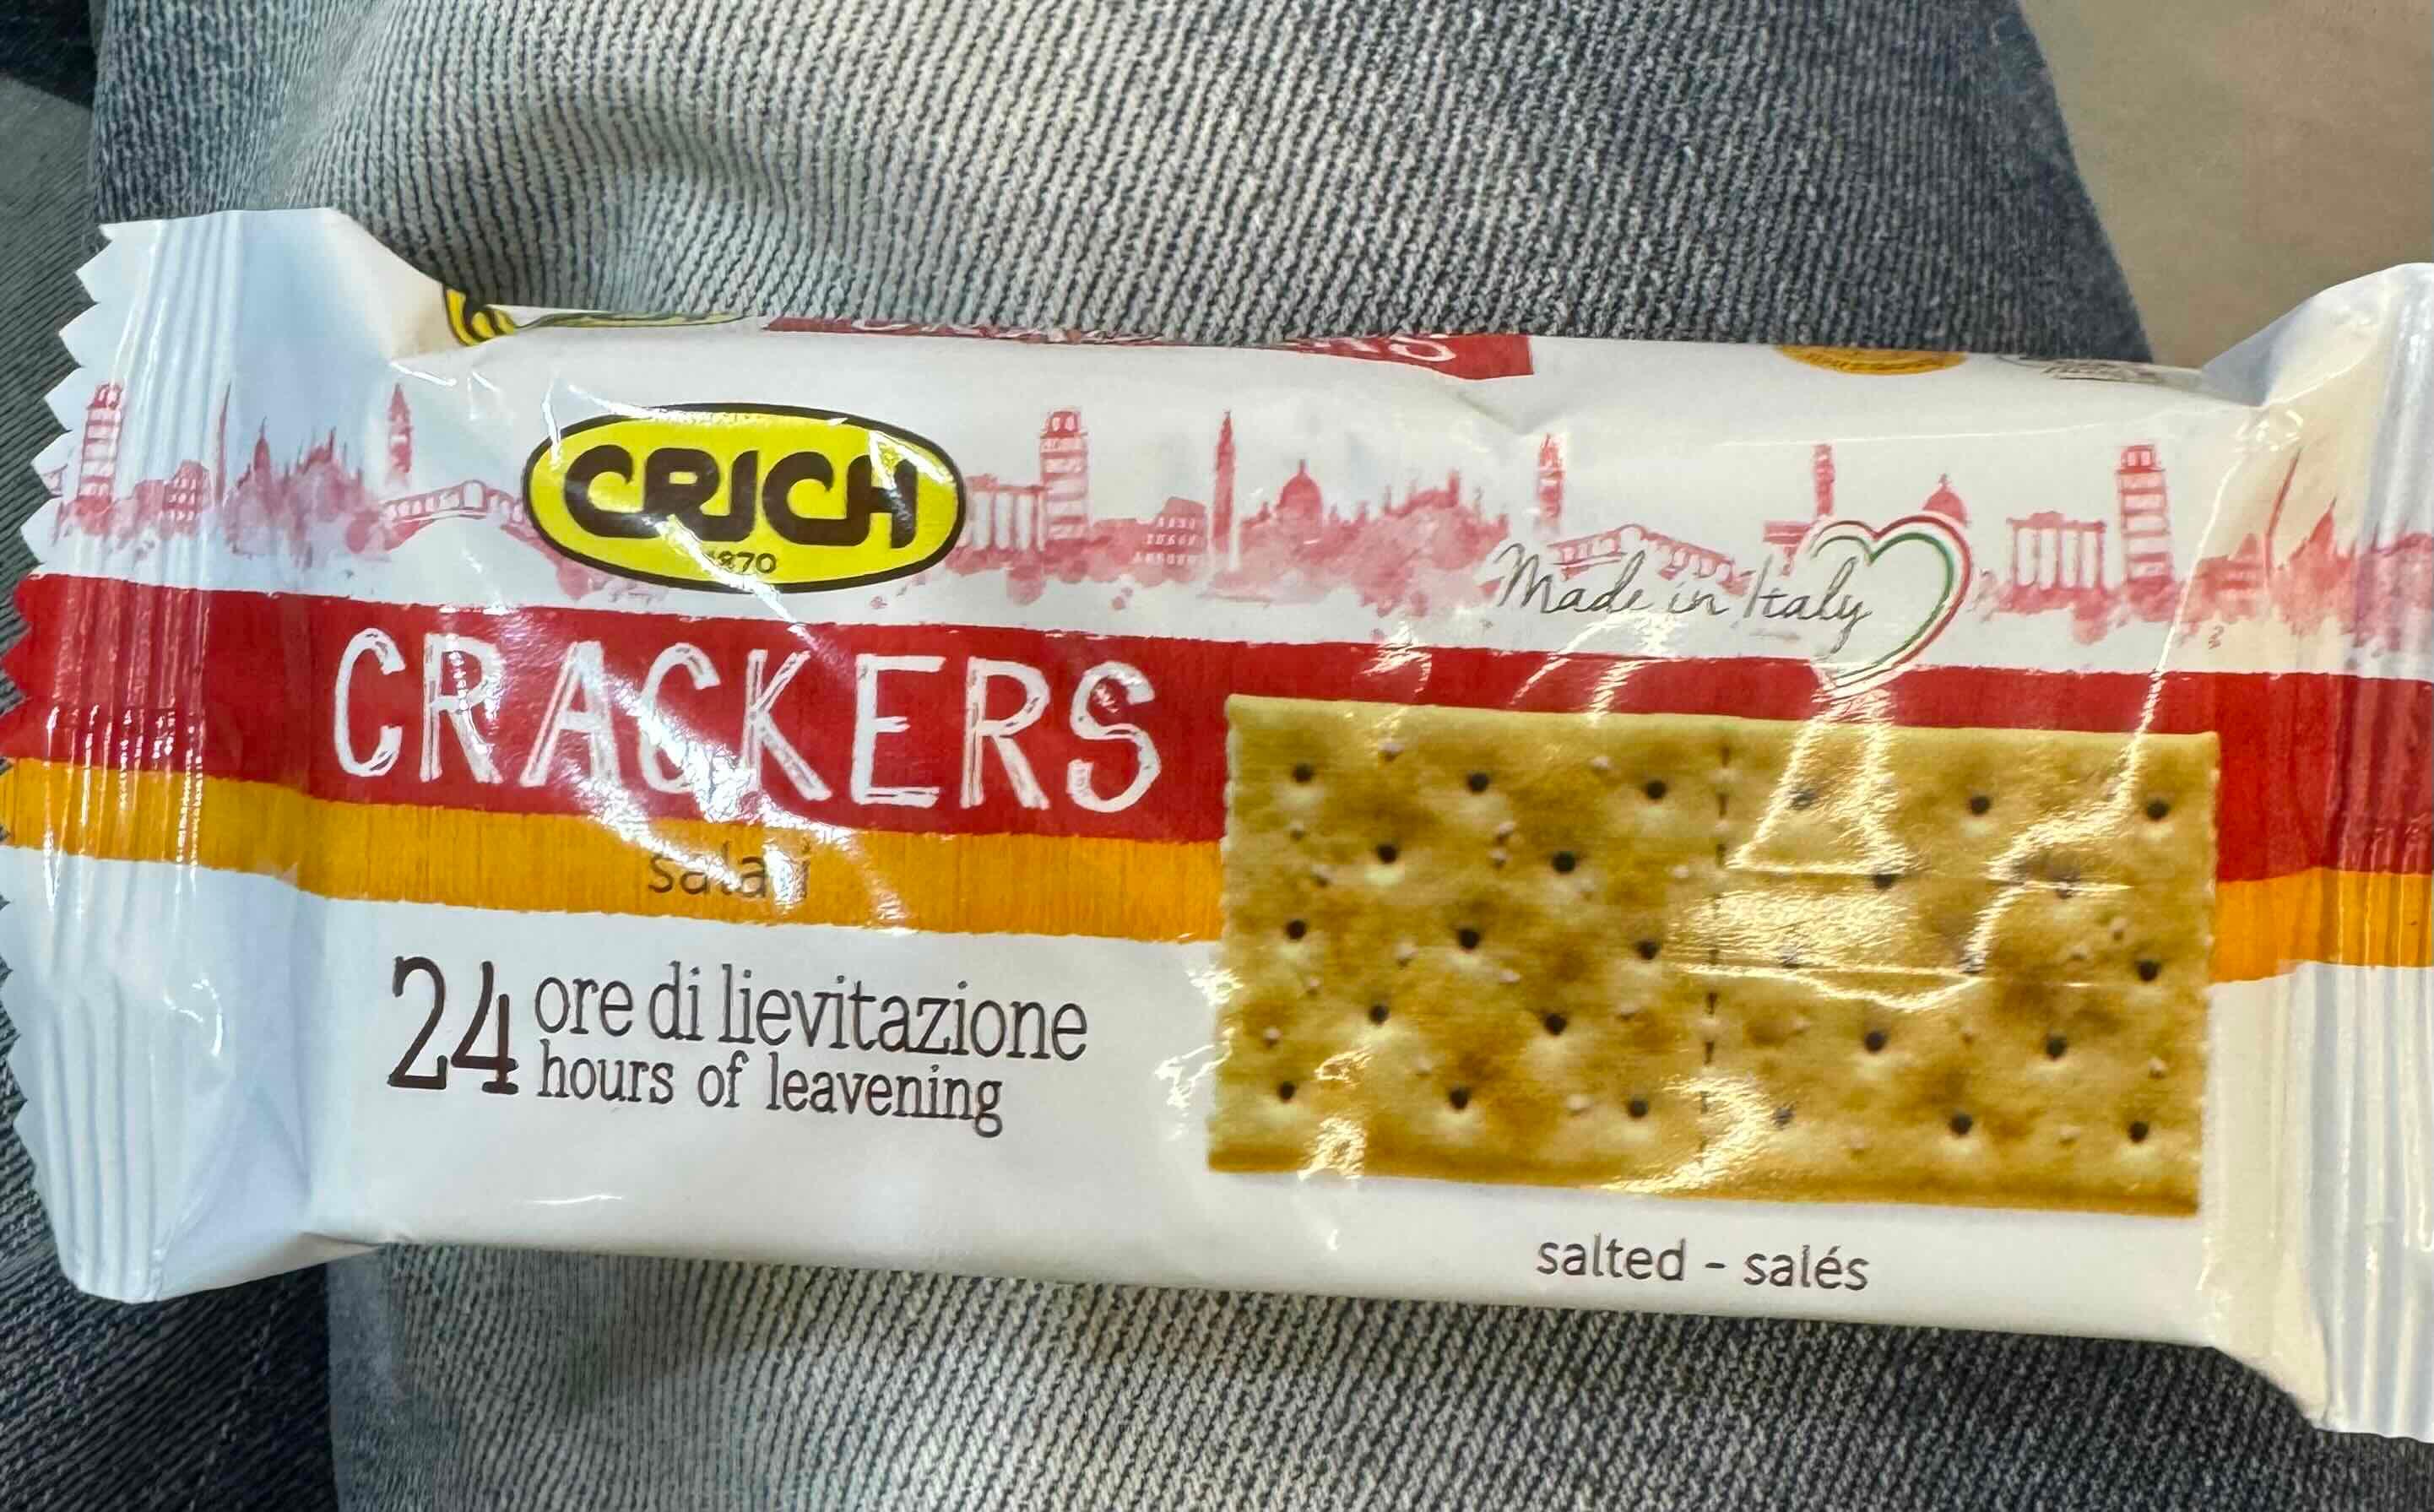 CRICH
1870
Made in Italy
CRACKERS
salati
24 ore di lievitazione
hours of leavening
salted - salés